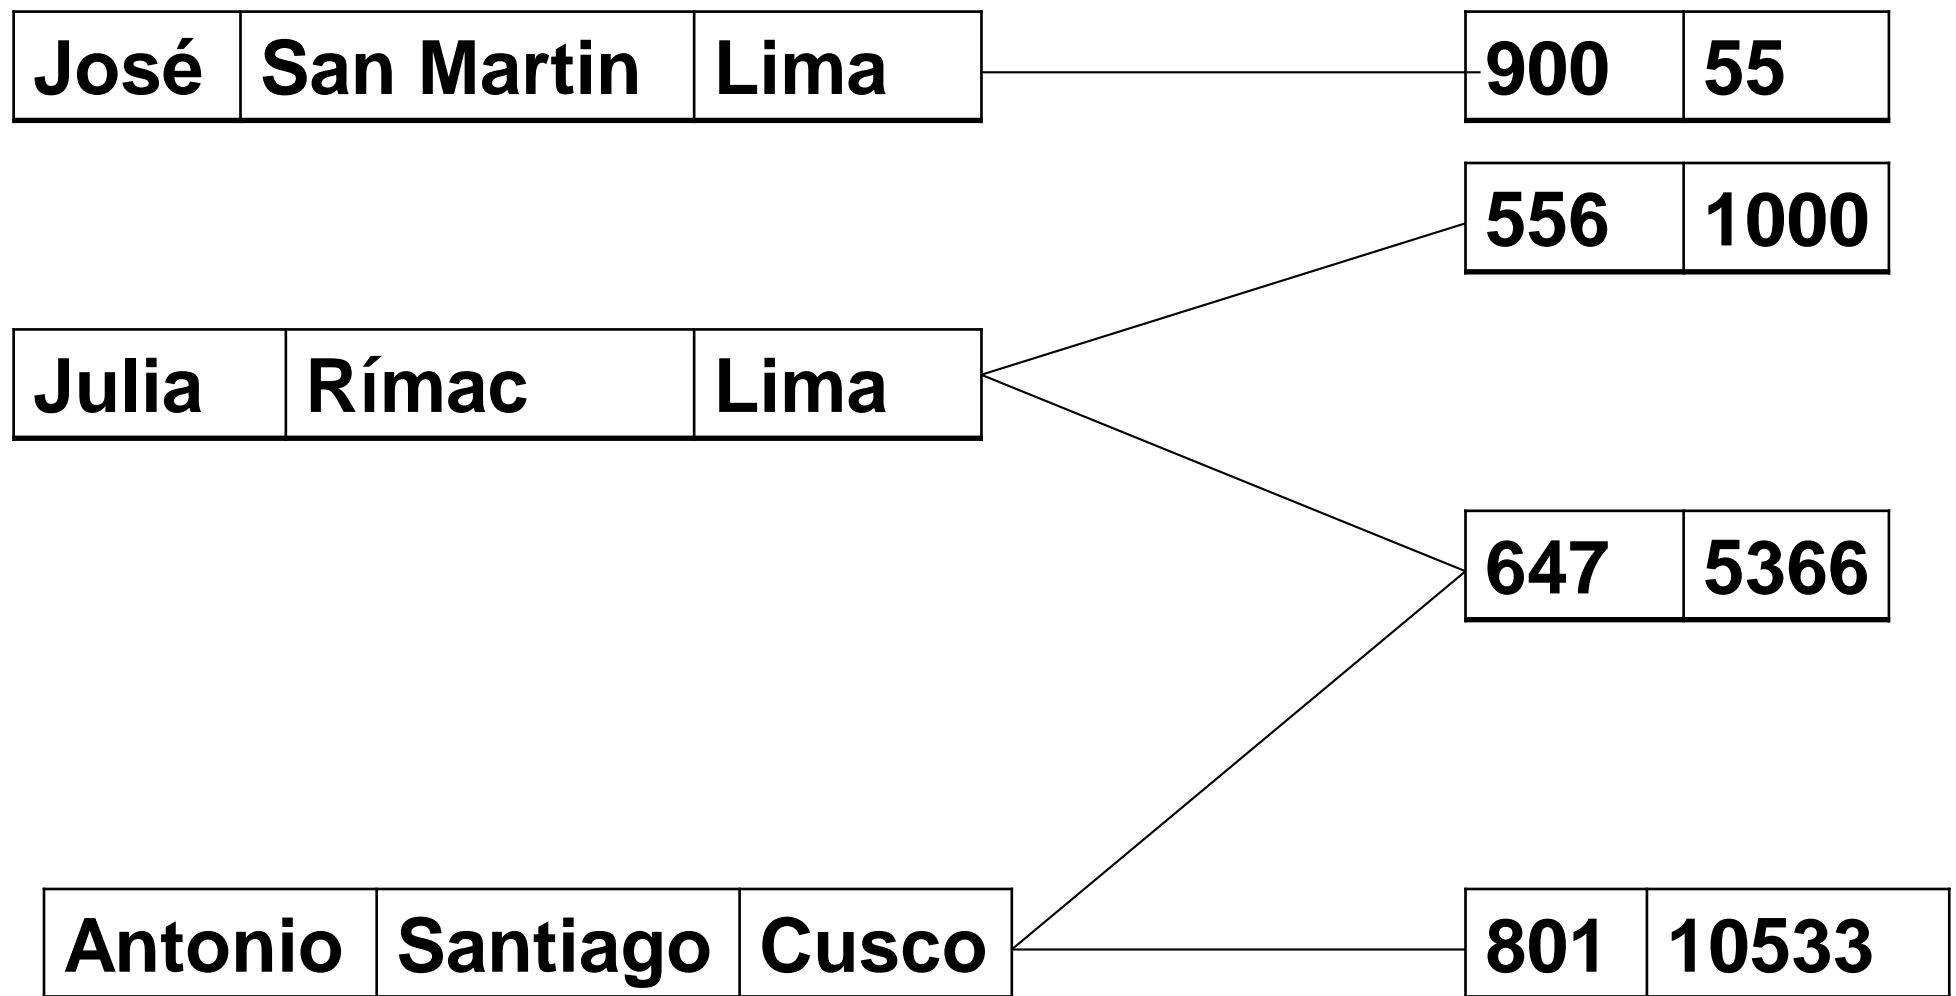 José San Martin Lima 900 55
556 1000
Julia Rímac Lima
647 5366
Antonio Santiago Cusco 801 10533